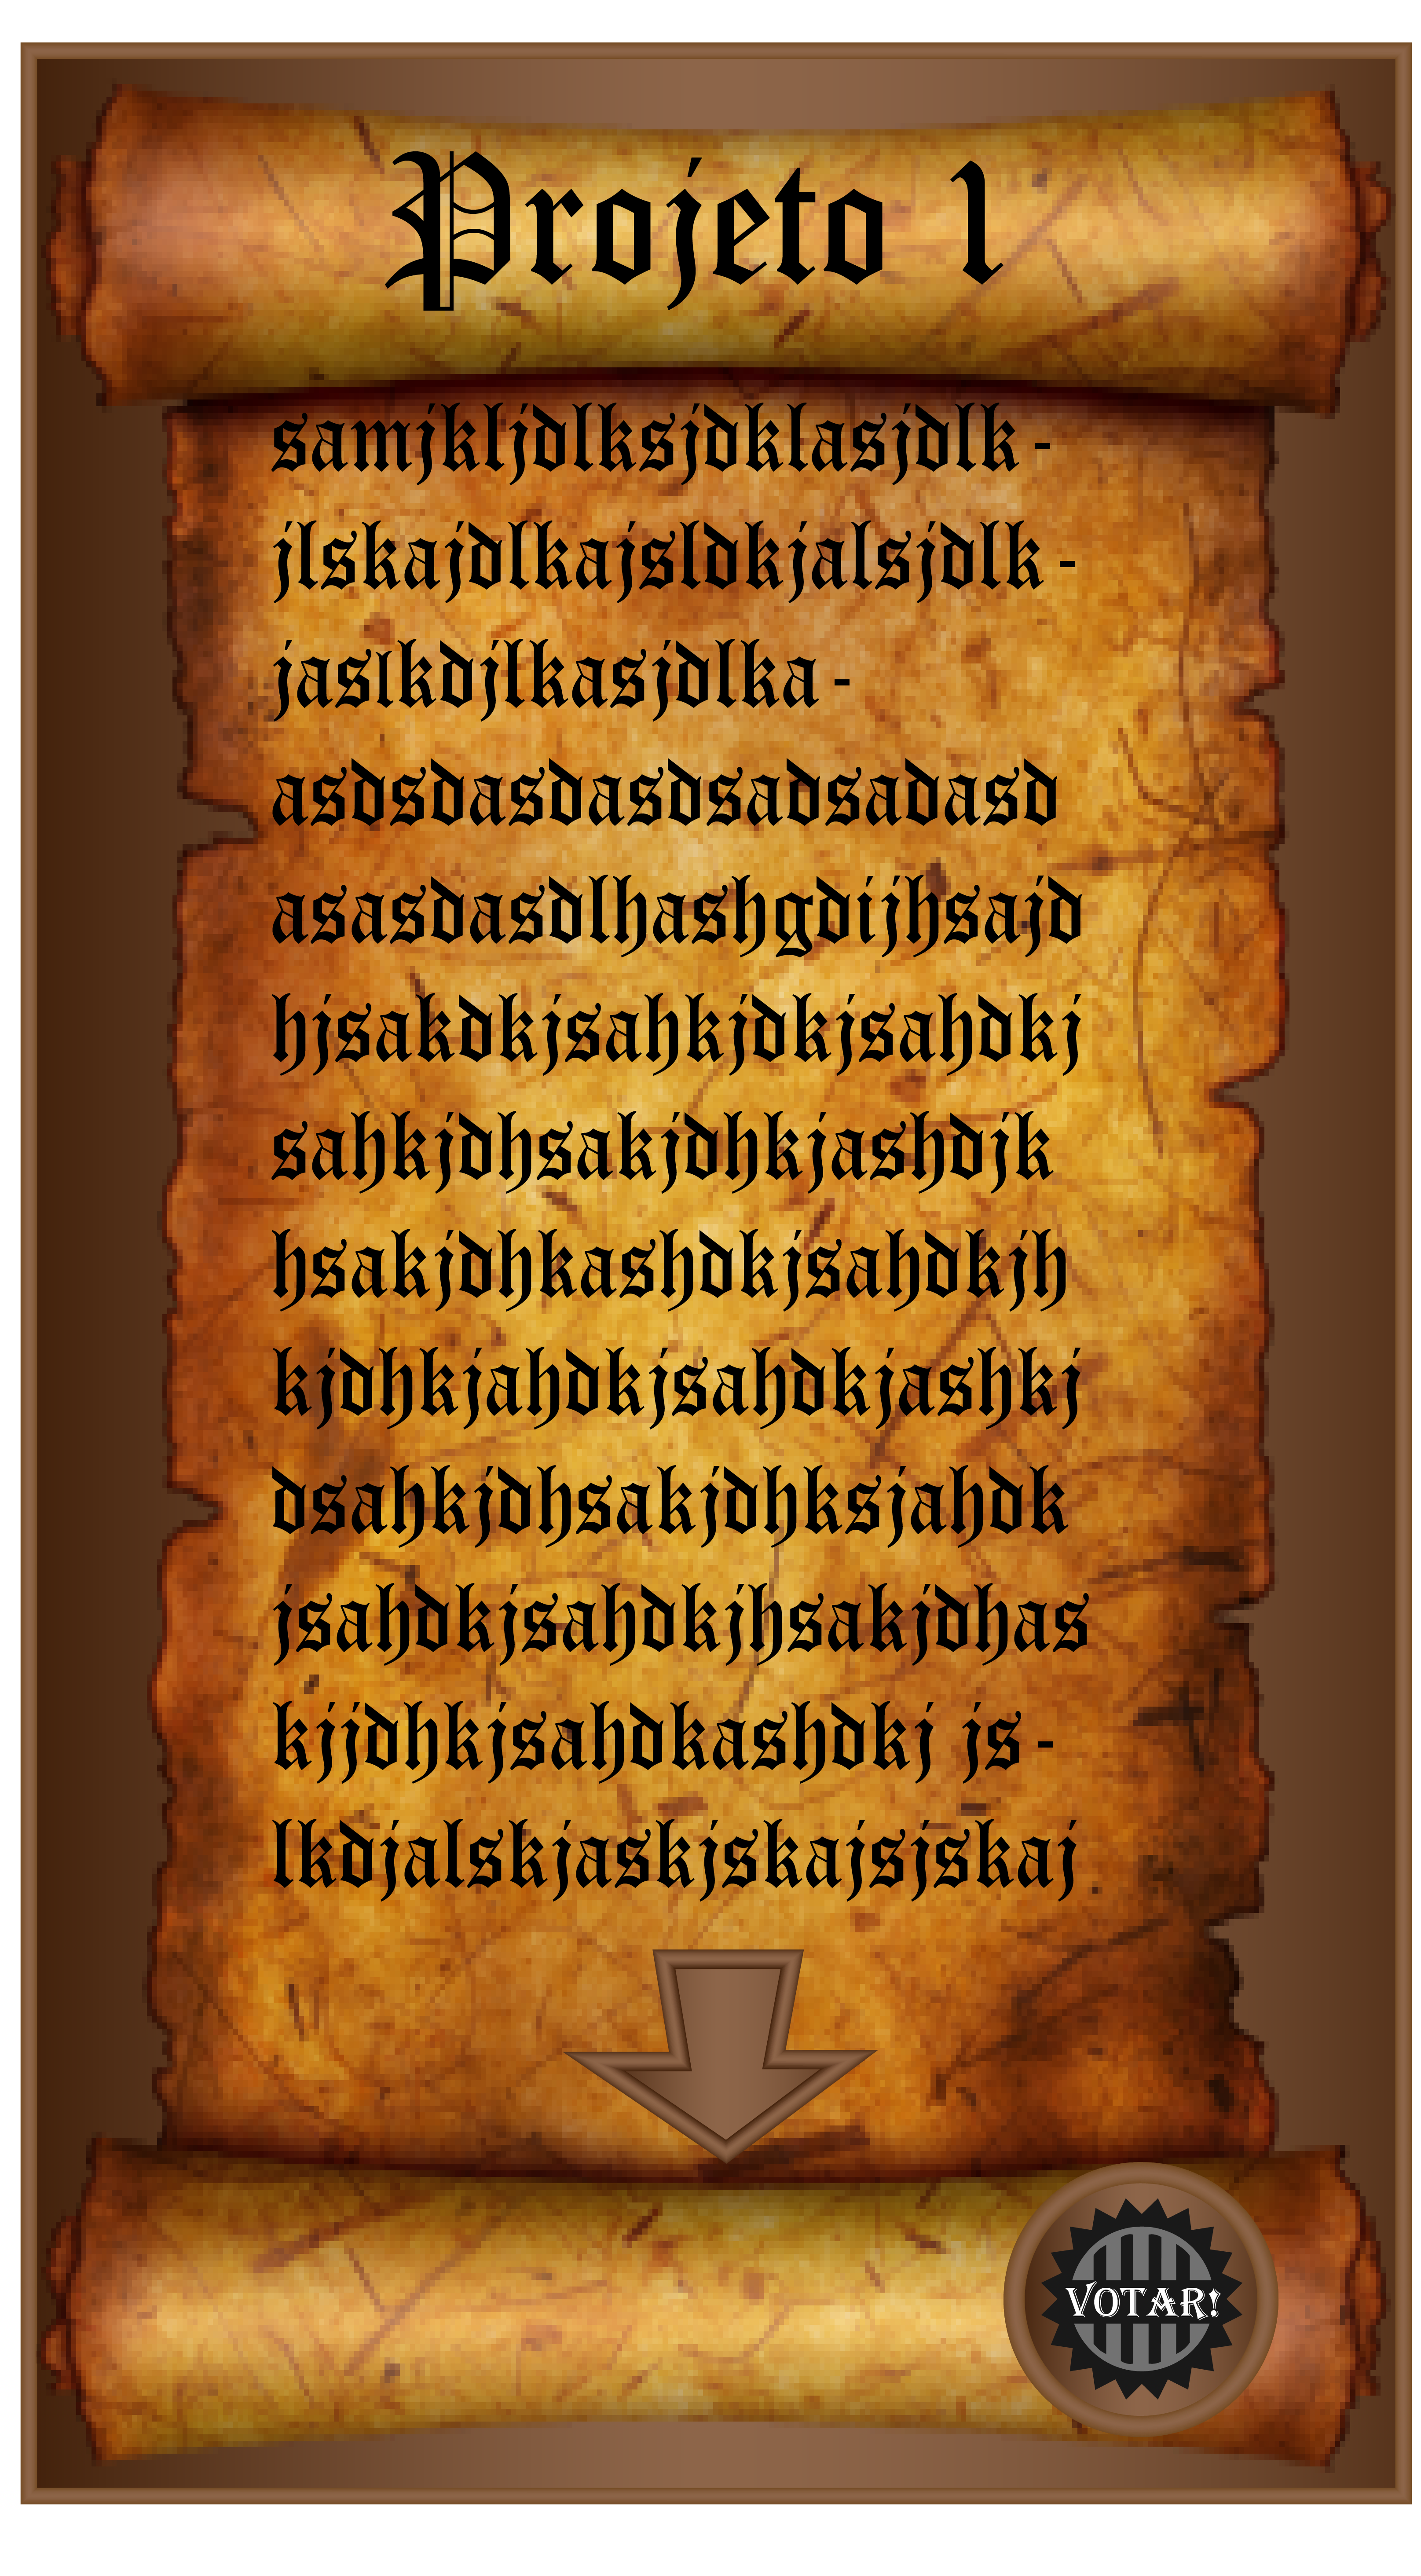 Projeto 1
samjkljdlksjdklasjdlk-
jlskajdlkajsldkjalsjdlk-
jaslkdjlkasjdlka-
asdsdasdasdsadsadasd
asasdasdlhashgdijhsajd
hjsakdkjsahkjdkjsahdkj
sahkjdhsakjdhkjashdjk
hsakjdhkashdkjsahdkjh
kjdhkjahdkjsahdkjashkj
dsahkjdhsakjdhksjahdk
jsahdkjsahdkjhsakjdhas
kjjdhkjsahdkashdkj js-
lkdjalskjaskjskajsjskaj
VOTAR!